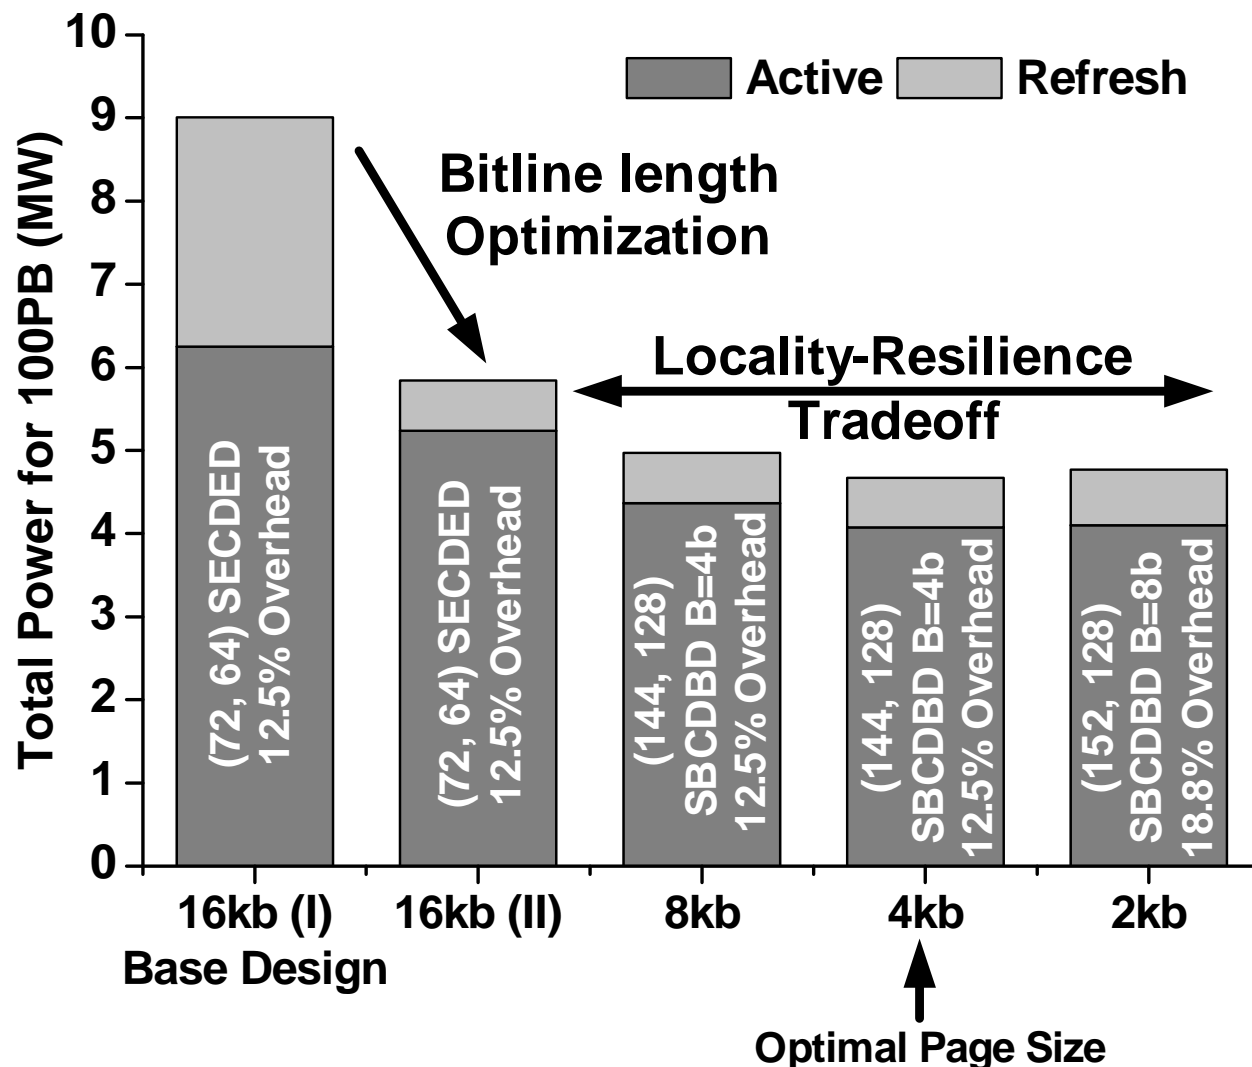 10
9
8
7
6
5
4
3
2
1
0
Total Power for 100PB (MW)
Active
Refresh
Bitline length
Optimization
Locality-Resilience
Tradeoff
(72, 64) SECDED
12.5% Overhead
(72, 64) SECDED
12.5% Overhead
(144, 128)
SBCDBD B=4b
12.5% Overhead
(144, 128)
SBCDBD B=4b
12.5% Overhead
(152, 128)
SBCDBD B=8b
18.8% Overhead
16kb (I)
16kb (II)
8kb
4kb
2kb
Base Design
Optimal Page Size